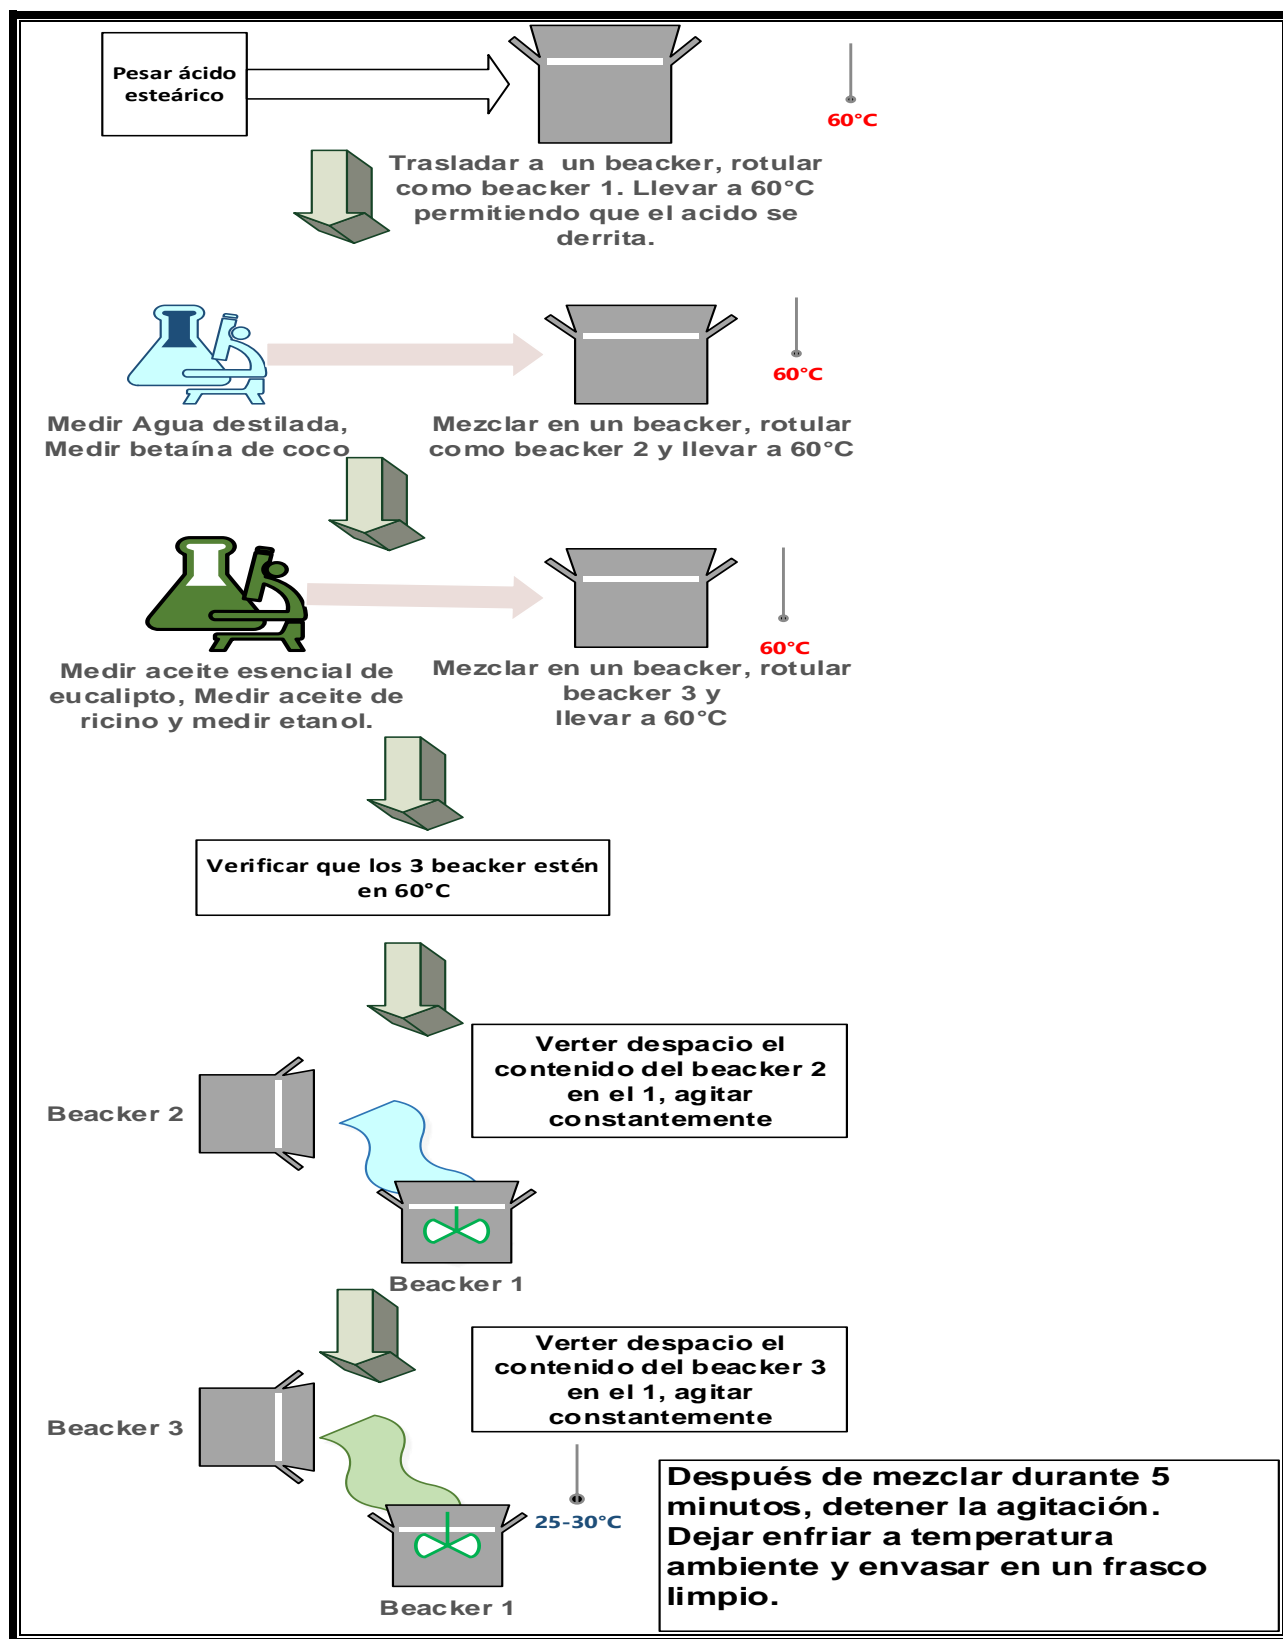 Pesar ácido
esteárico
60°C
Trasladar a un beacker, rotular
como beacker 1. Llevar a 60°C
permitiendo que el acido se
derrita.
60°C
Medir Agua destilada,
Medir betaína de coco
Mezclar en un beacker, rotular
como beacker 2 y llevar a 60°C
60°C
Medir aceite esencial de
eucalipto, Medir aceite de
ricino y medir etanol.
Mezclar en un beacker, rotular
beacker 3 y
llevar a 60°C
Verificar que los 3 beacker estén
en 60°C
Verter despacio el
contenido del beacker 2
en el 1, agitar
constantemente
Beacker 2
Beacker 1
Verter despacio el
contenido del beacker 3
en el 1, agitar
constantemente
Beacker 3
25-30°C
Beacker 1
Después de mezclar durante 5
minutos, detener la agitación.
Dejar enfriar a temperatura
ambiente y envasar en un frasco
limpio.